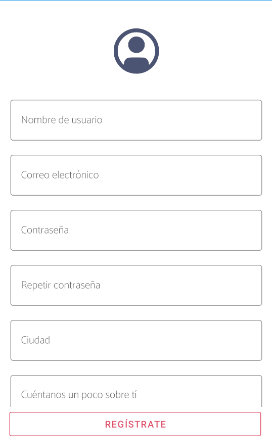 Nombre de usuario
Correo electrónico
Contraseña
Repetir contraseña
Ciudad
Cuéntanos un poco sobre tí
REGÍSTRATE